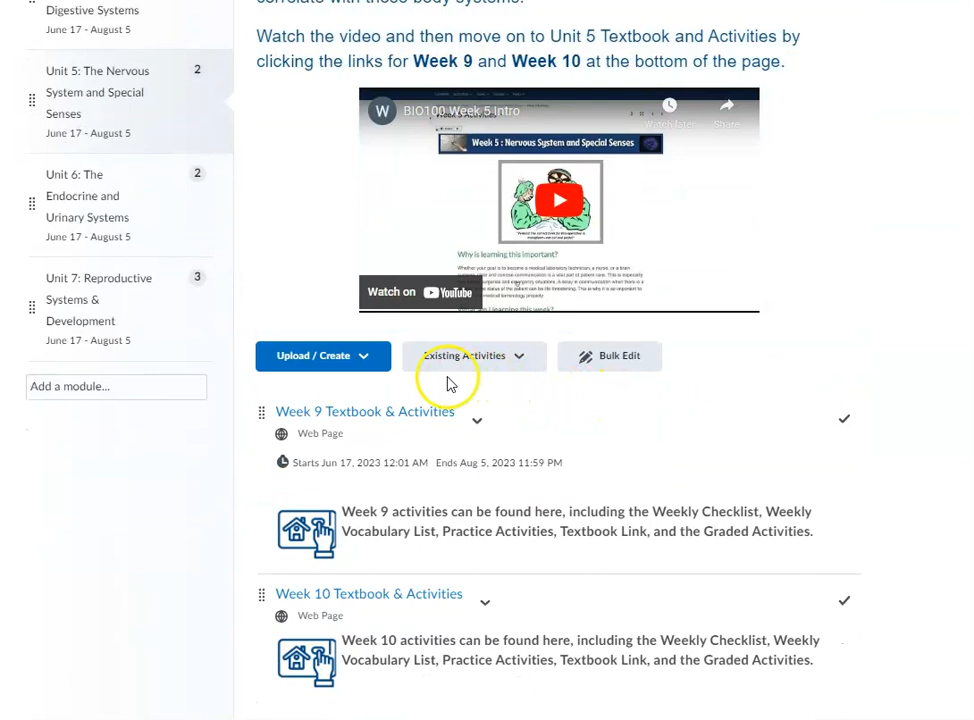 Digestive Systems
June 17 - August 5
Unit 5: The Nervous
2
System and Special
Senses
June 17 - August 5
Unit 6: The
2
Endocrine and
Urinary Systems
June 17 - August 5
Unit 7: Reproductive
3
Systems &
Development
June 17 - August 5
Add a module...
Watch the video and then move on to Unit 5 Textbook and Activities by
clicking the links for Week 9 and Week 10 at the bottom of the page.
W
BIO100 Week 5 Intro
Watch later
Share
Week 5 : Nervous System and Special Senses
Why is learning this important?
Watch on YouTube
Upload / Create
Existing Activities
Bulk Edit
Week 9 Textbook & Activities
Web Page
Starts Jun 17, 2023 12:01 AM Ends Aug 5, 2023 11:59 PM
Week 9 activities can be found here, including the Weekly Checklist, Weekly
Vocabulary List, Practice Activities, Textbook Link, and the Graded Activities.
Week 10 Textbook & Activities
Web Page
Week 10 activities can be found here, including the Weekly Checklist, Weekly
Vocabulary List, Practice Activities, Textbook Link, and the Graded Activities.